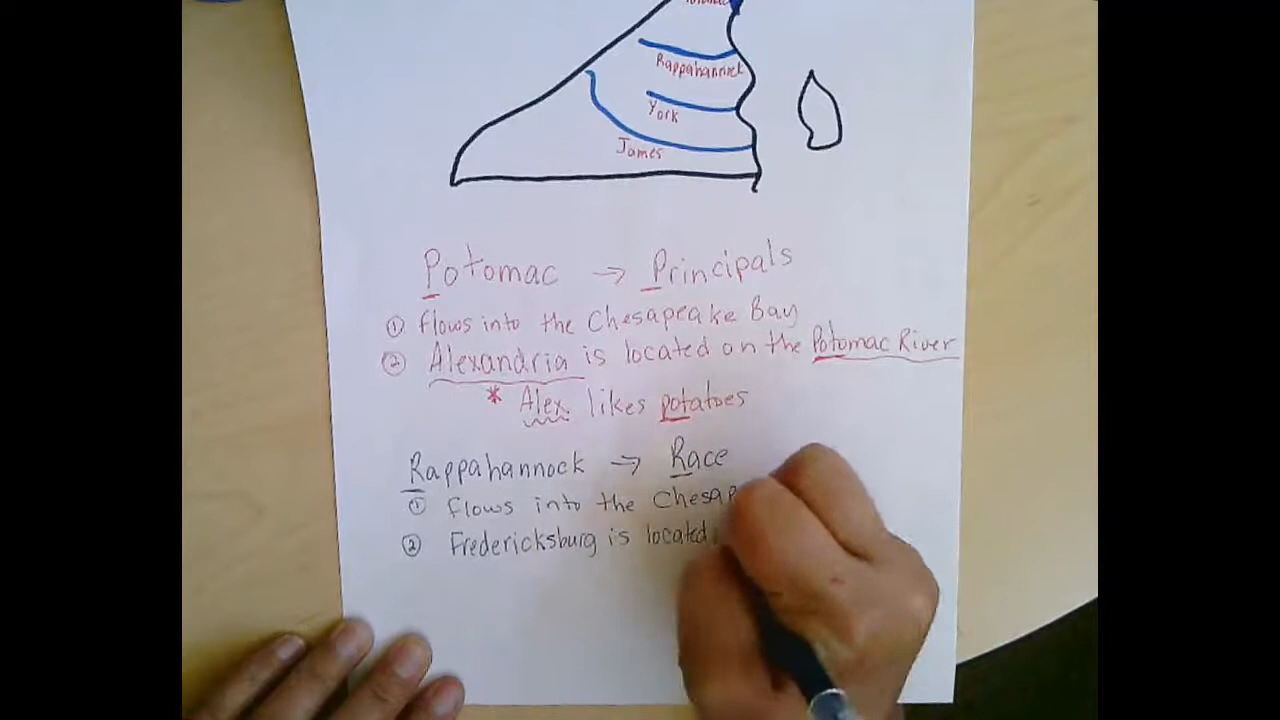 Rappahannock
York
James
Potomac → Principals
① flows into the Chesapeake Bay
② Alexandria is located on the Potomac River
* Alex likes potatoes
Rappahannock → Race
① flows into the Chesap
② Fredericksburg is located